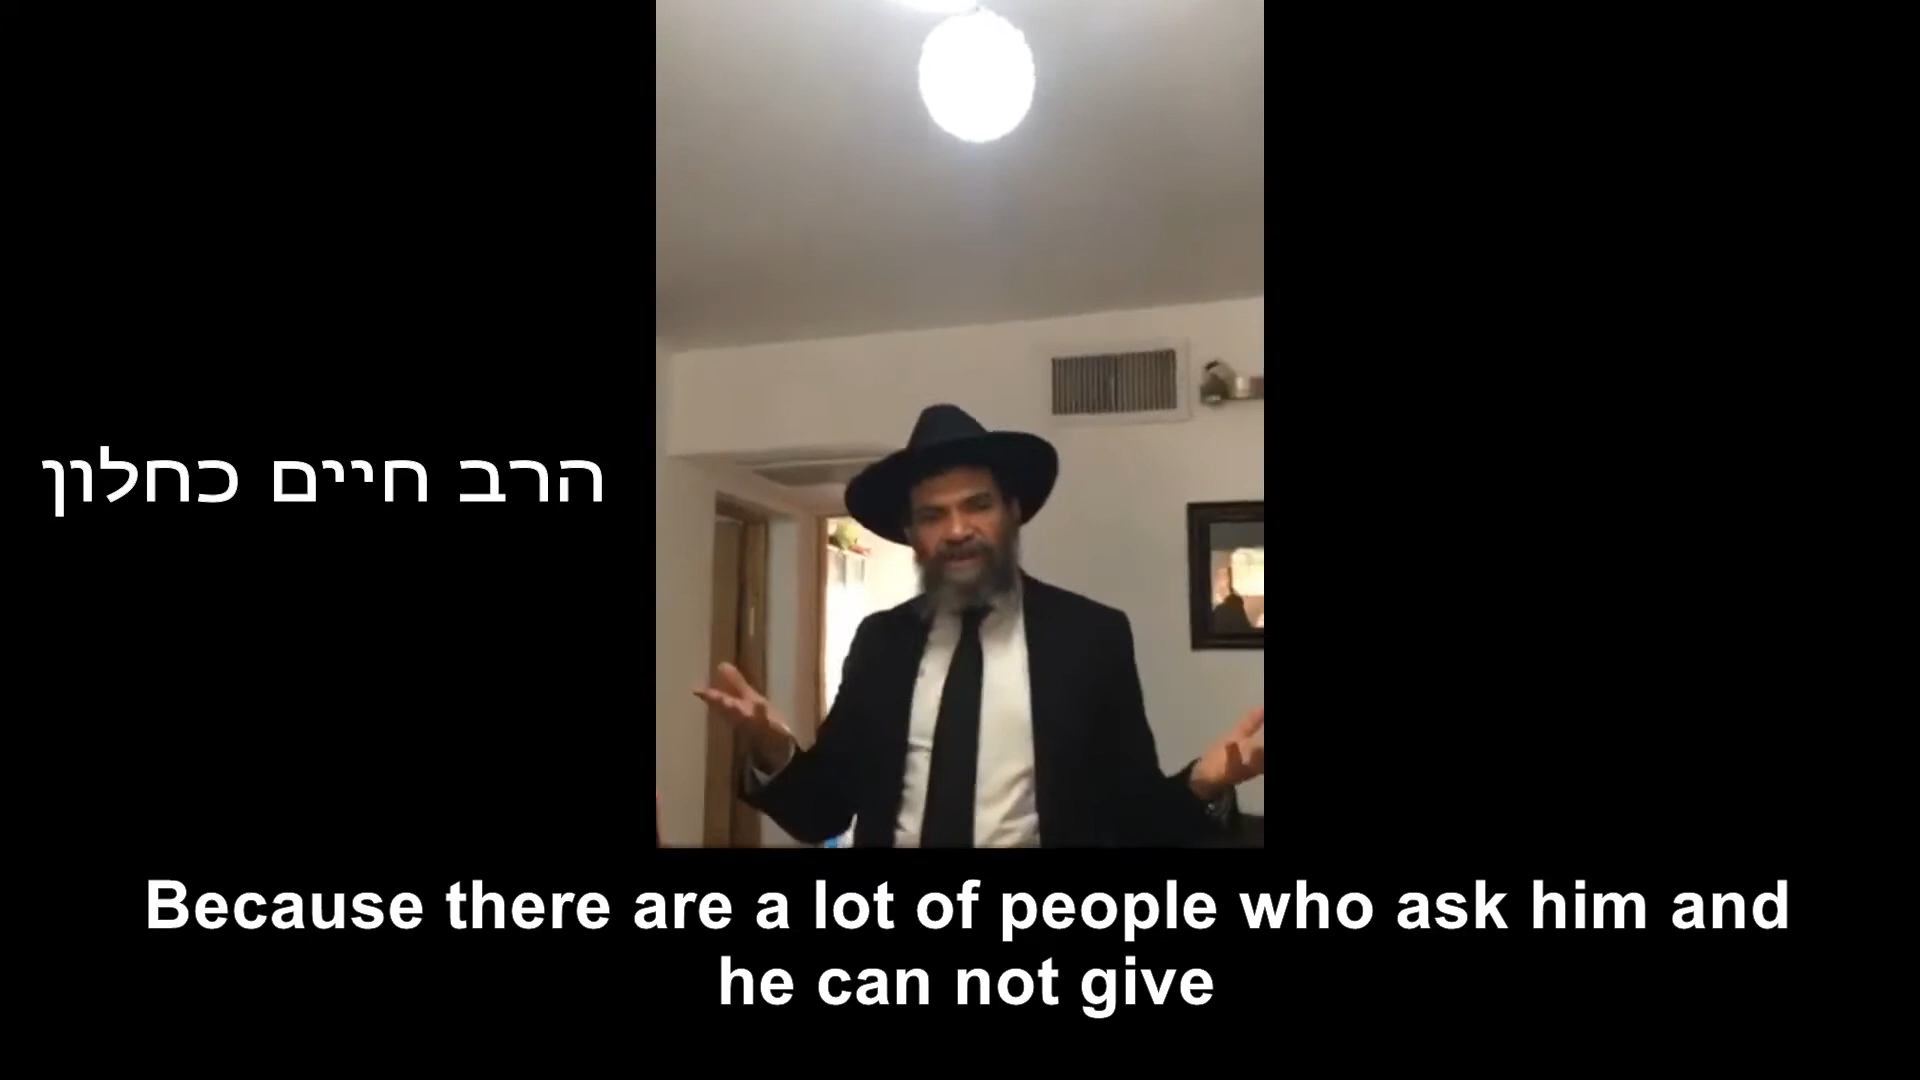 הרב חיים כחלון
Because there are a lot of people who ask him and
he can not give